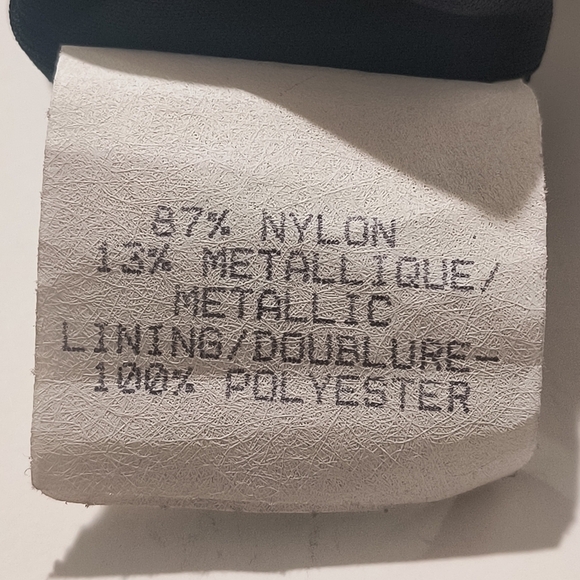 87% NYLON
13% METALLIQUE/
METALLIC
LINING/DOUBLURE-
100% POLYESTER